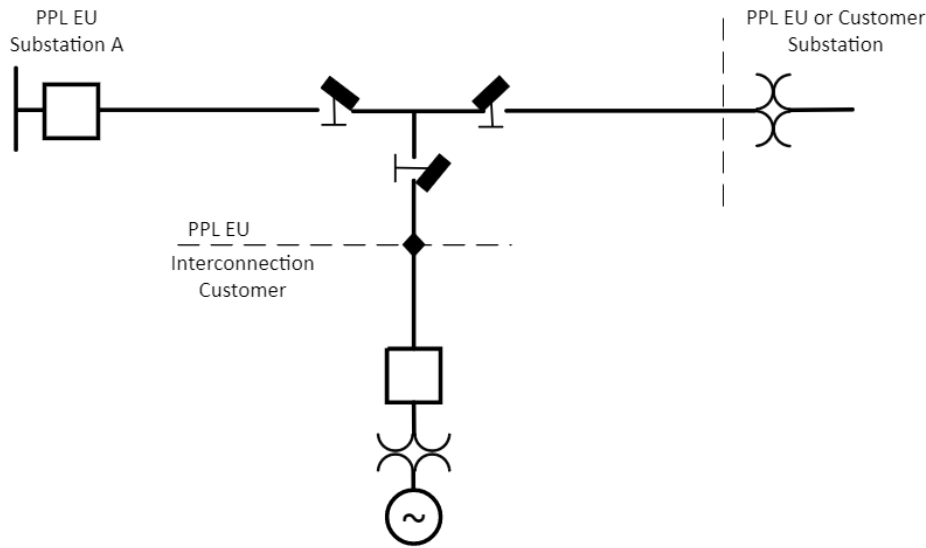 PPL EU
Substation A
PPL EU or Customer
Substation
PPL EU
Interconnection
Customer
~